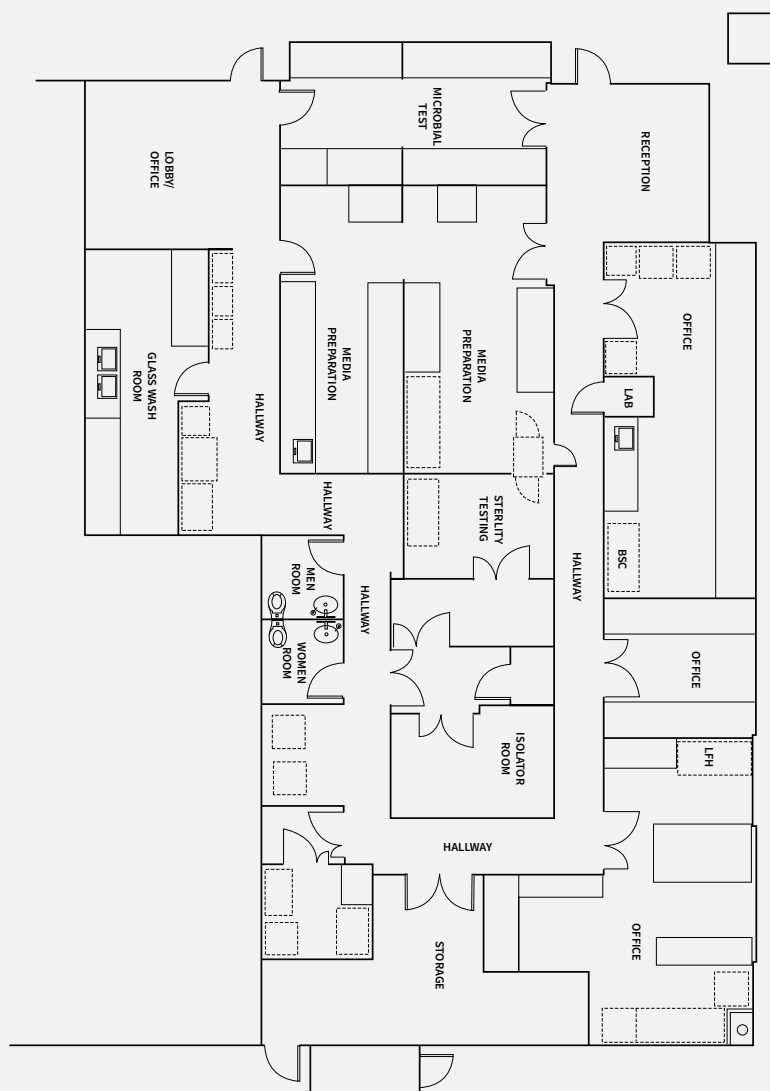 MICROBIAL
TEST
RECEPTION
LOBBY/
OFFICE
OFFICE
MEDIA
PREPARATION
MEDIA
PREPARATION
GLASS WASH
ROOM
HALLWAY
LAB
HALLWAY
STERLITY
TESTING
BSC
HALLWAY
MEN
ROOM
HALLWAY
WOMEN
ROOM
OFFICE
ISOLATOR
ROOM
LFH
HALLWAY
OFFICE
STORAGE